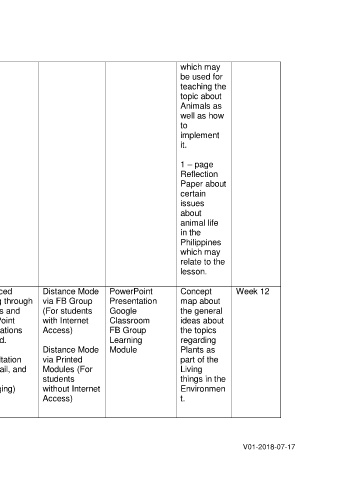 which may
be used for
teaching the
topic about
Animals as
well as how
to
implement
it.
1 – page
Reflection
Paper about
certain
issues
about
animal life
in the
Philippines
which may
relate to the
lesson.
ced
g through
s and
Point
ations
d.
tation
ail, and
ging)
Distance Mode
via FB Group
(For students
with Internet
Access)
Distance Mode
via Printed
Modules (For
students
without Internet
Access)
PowerPoint
Presentation
Google
Classroom
FB Group
Learning
Module
Concept
map about
the general
ideas about
the topics
regarding
Plants as
part of the
Living
things in the
Environmen
t.
Week 12
V01-2018-07-17